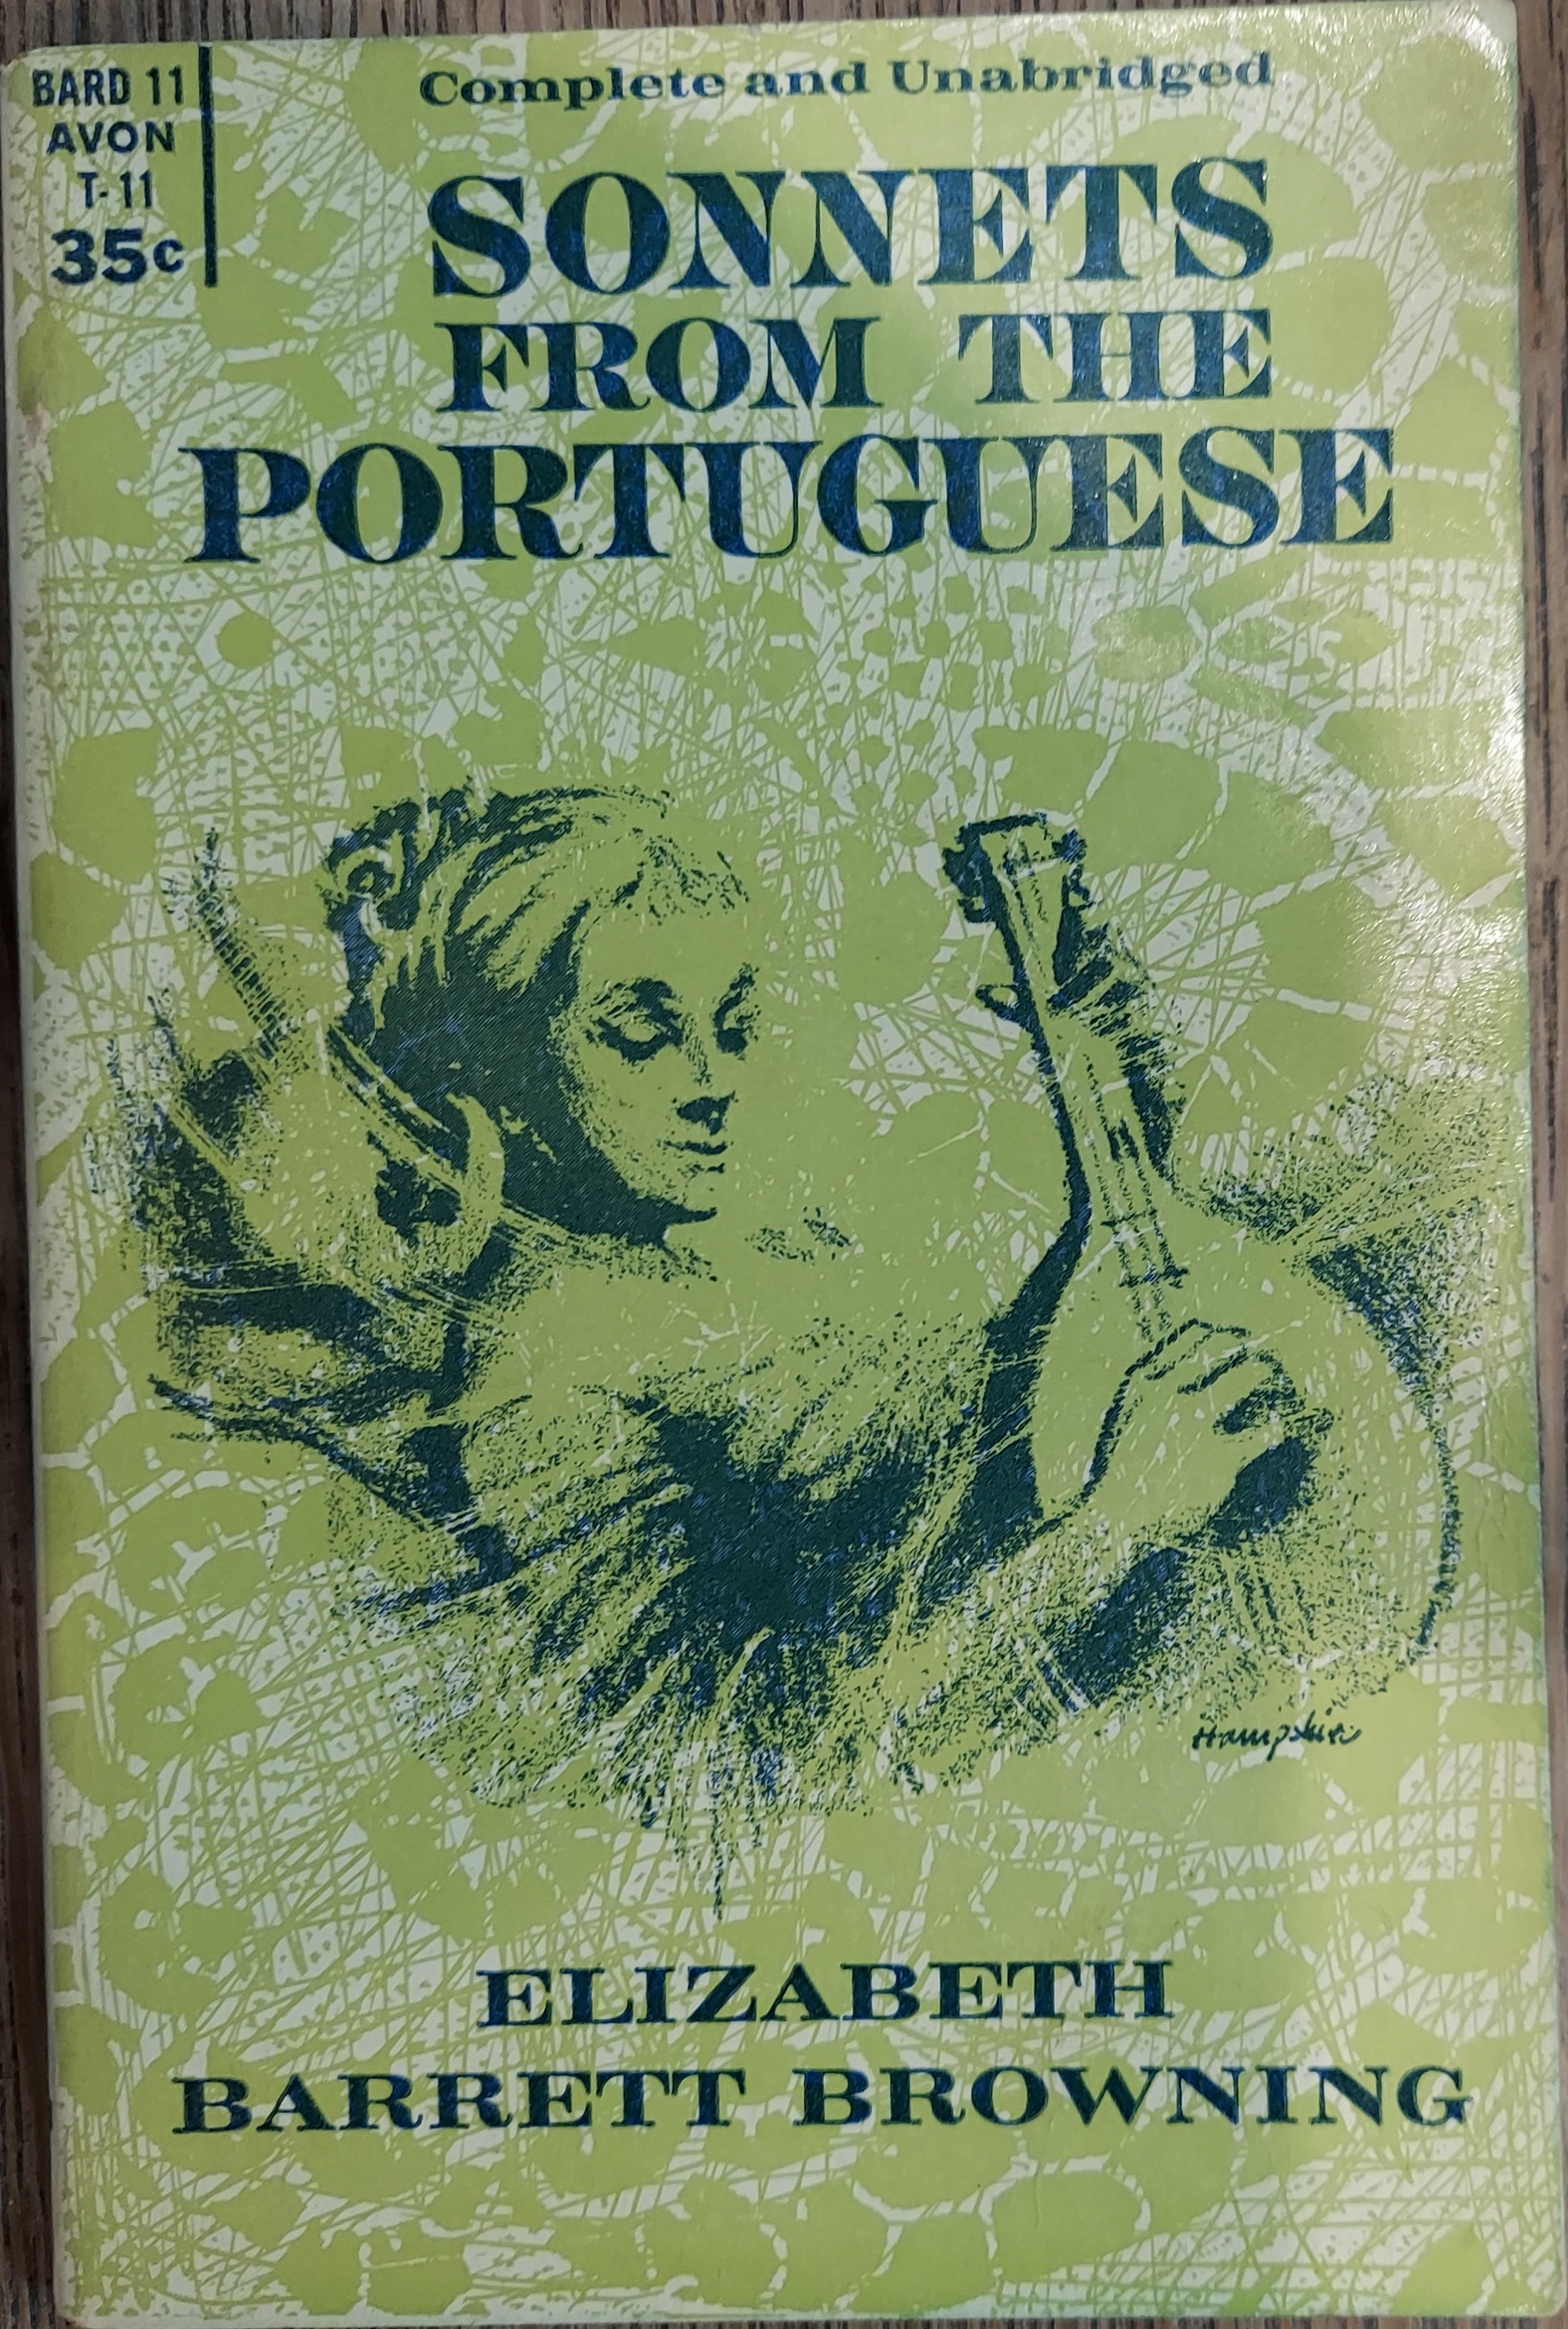 BARD 11
AVON
T-11
35c
Complete and Unabridged
SONNETS
FROM THE
PORTUGUESE
Hampshire
ELIZABETH
BARRETT BROWNING